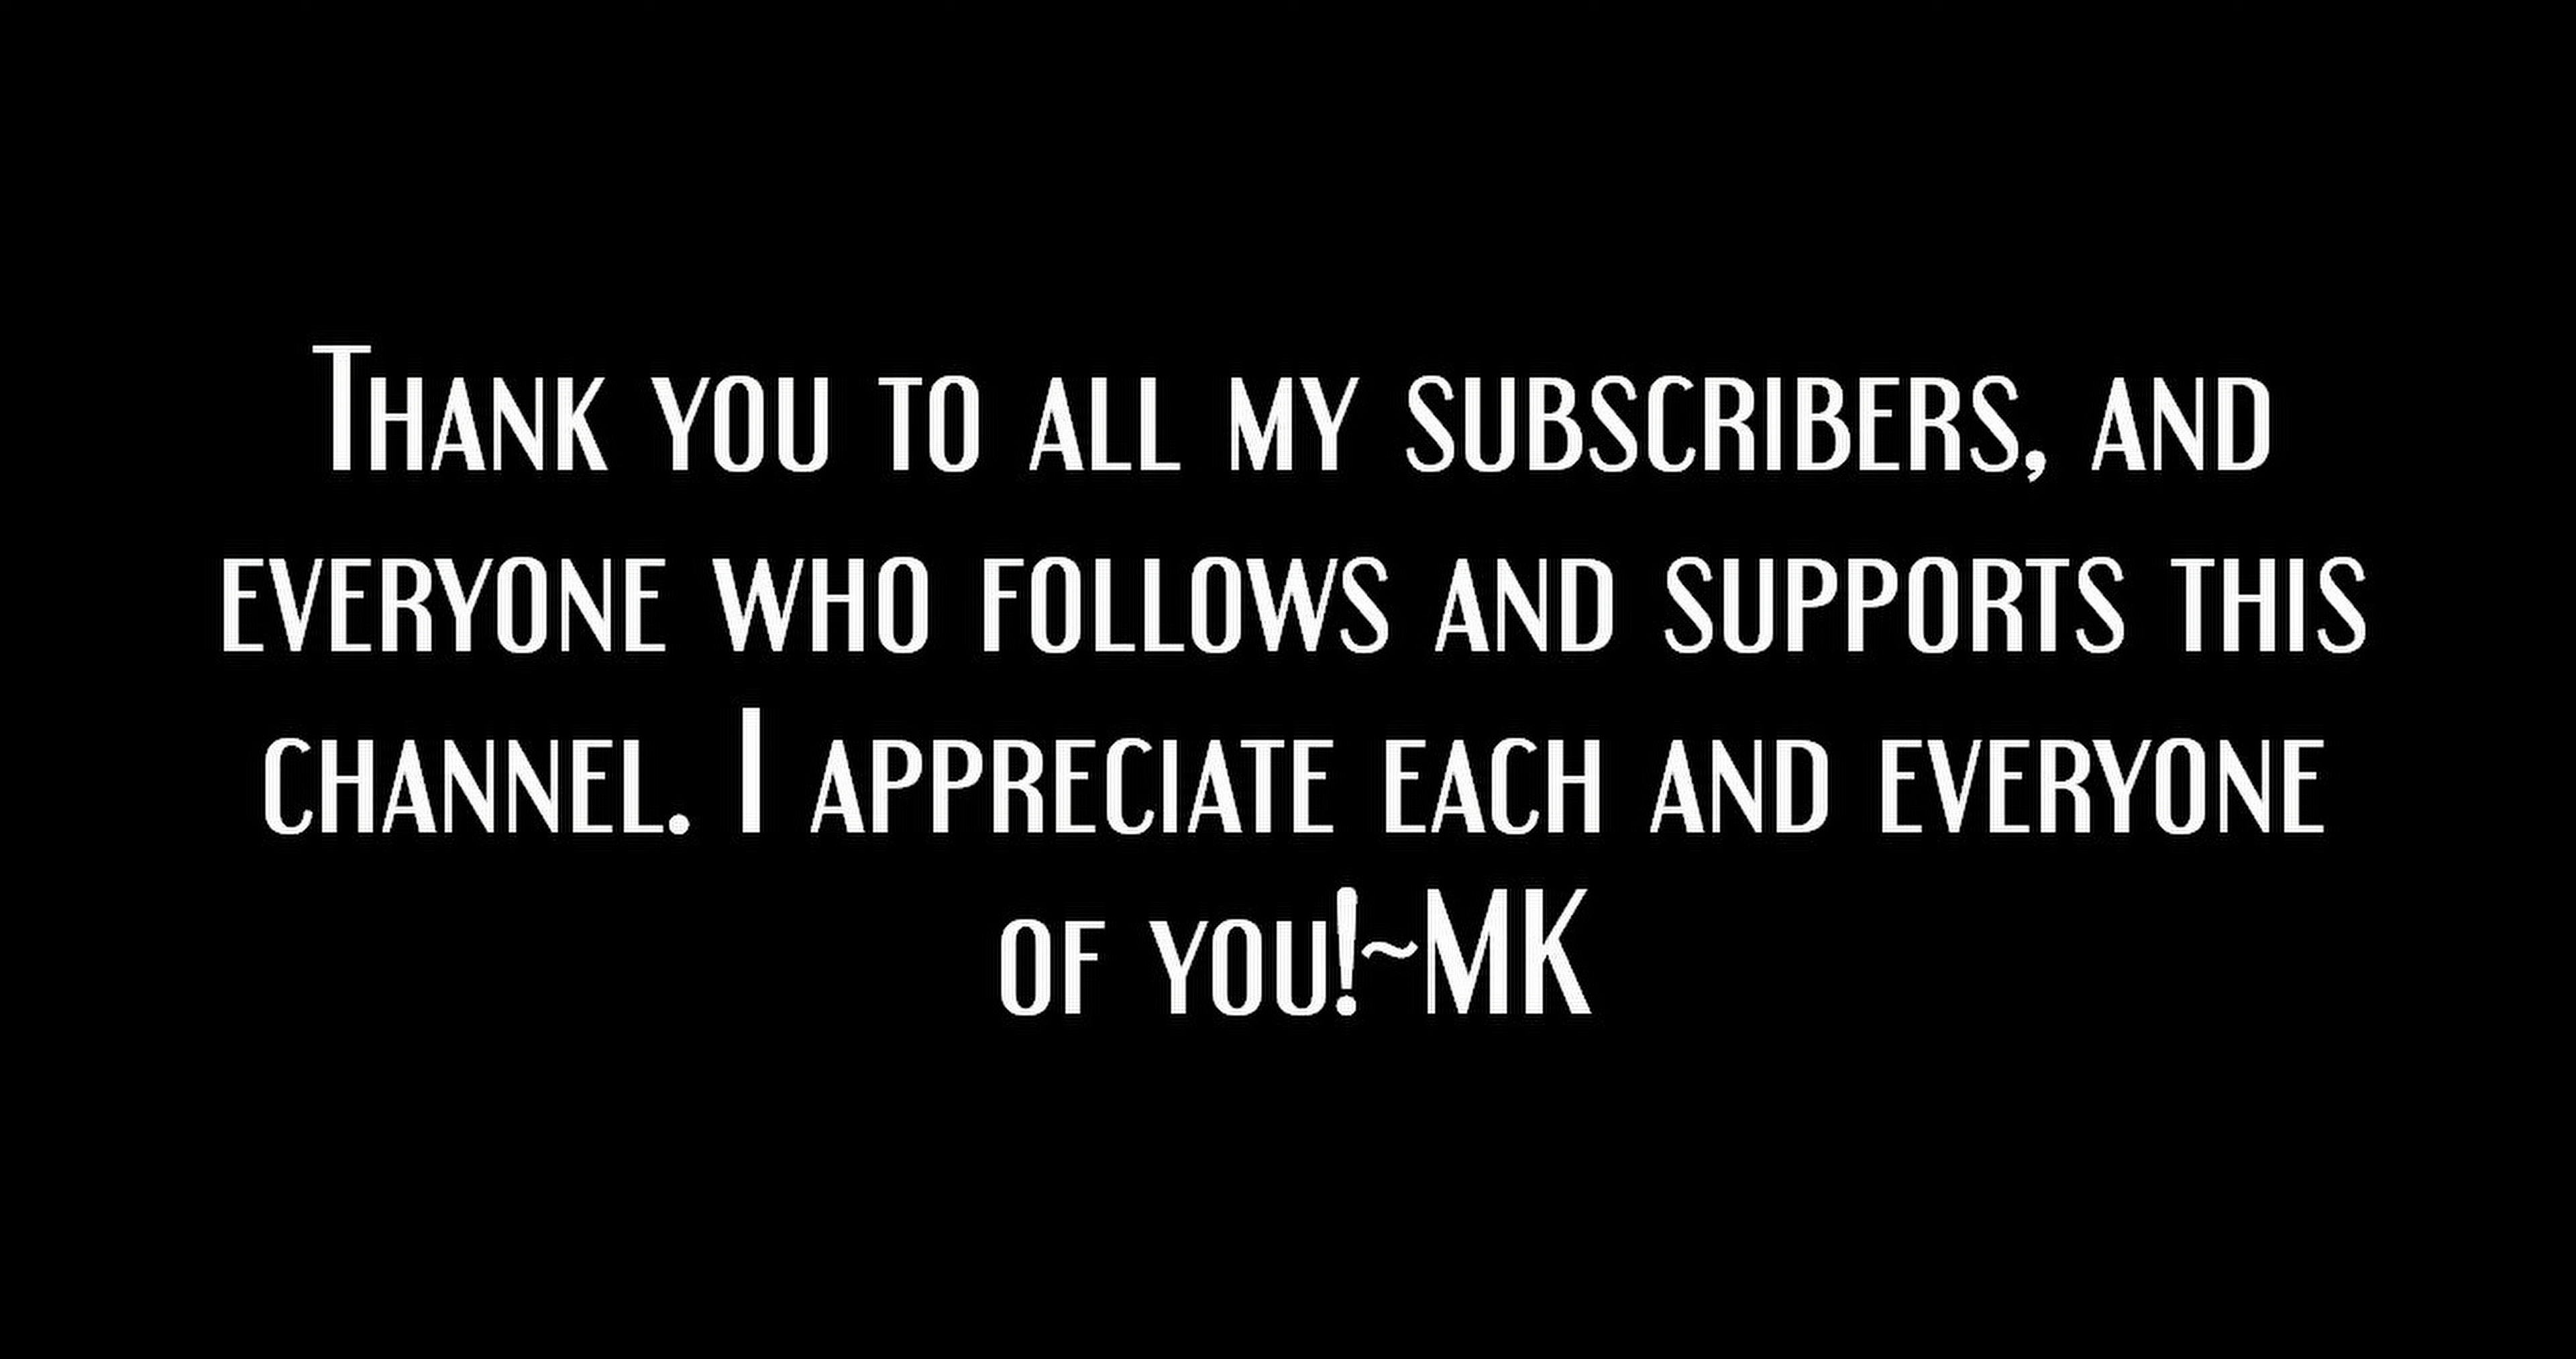 Thank you to all my subscribers, and
everyone who follows and supports this
channel. I appreciate each and everyone
of you!~MK